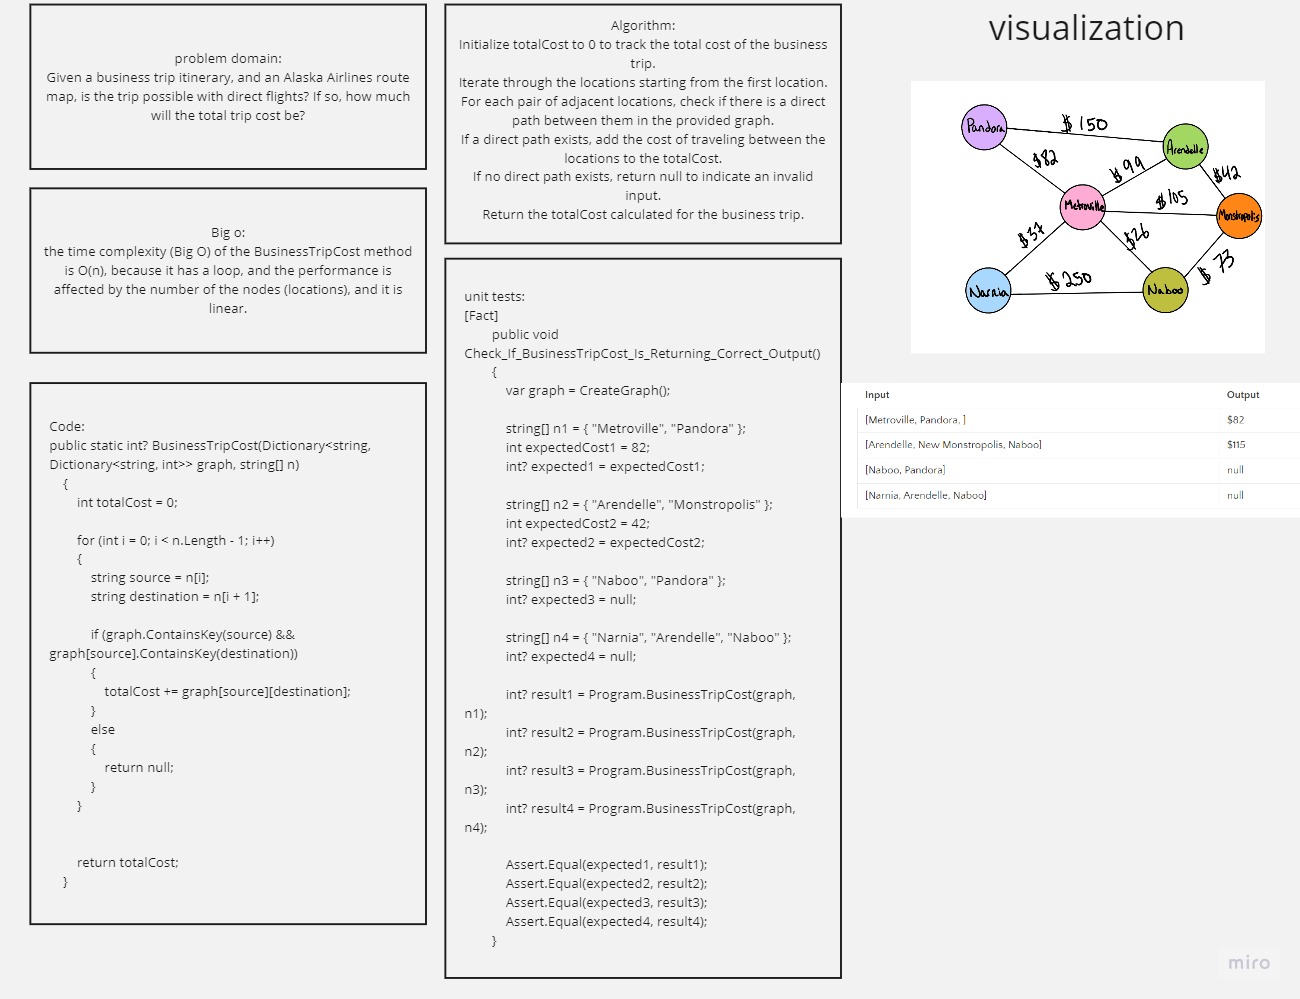 problem domain:
Given a business trip itinerary, and an Alaska Airlines route
map, is the trip possible with direct flights? If so, how much
will the total trip cost be?
Big o:
the time complexity (Big O) of the BusinessTripCost method
is O(n), because it has a loop, and the performance is
affected by the number of the nodes (locations), and it is
linear.
Code:
public static int? BusinessTripCost(Dictionary<string,
Dictionary<string, int>> graph, string[] n)
{
int totalCost = 0;
for (int i = 0; i < n.Length - 1; i++)
{
string source = n[i];
string destination = n[i + 1];
if (graph.ContainsKey(source) &&
graph[source].ContainsKey(destination))
{
totalCost += graph[source][destination];
}
else
{
return null;
}
}
return totalCost;
}
Algorithm:
Initialize totalCost to 0 to track the total cost of the business
trip.
Iterate through the locations starting from the first location.
For each pair of adjacent locations, check if there is a direct
path between them in the provided graph.
If a direct path exists, add the cost of traveling between the
locations to the totalCost.
If no direct path exists, return null to indicate an invalid
input.
Return the totalCost calculated for the business trip.
unit tests:
[Fact]
public void
Check_If_BusinessTripCost_Is_Returning_Correct_Output()
{
var graph = CreateGraph();
string[] n1 = { "Metroville", "Pandora" };
int expectedCost1 = 82;
int? expected1 = expectedCost1;
string[] n2 = { "Arendelle", "Monstropolis" };
int expectedCost2 = 42;
int? expected2 = expectedCost2;
string[] n3 = { "Naboo", "Pandora" };
int? expected3 = null;
string[] n4 = { "Narnia", "Arendelle", "Naboo" };
int? expected4 = null;
int? result1 = Program.BusinessTripCost(graph,
n1);
int? result2 = Program.BusinessTripCost(graph,
n2);
int? result3 = Program.BusinessTripCost(graph,
n3);
int? result4 = Program.BusinessTripCost(graph,
n4);
Assert.Equal(expected1, result1);
Assert.Equal(expected2, result2);
Assert.Equal(expected3, result3);
Assert.Equal(expected4, result4);
}
visualization
Pandora
$150
Arendelle
$82
$99
$42
Metroville
$105
Monstropolis
$37
$26
$73
Narnia
$250
Naboo
Input Output
[Metroville, Pandora, ] $82
[Arendelle, New Monstropolis, Naboo] $115
[Naboo, Pandora] null
[Narnia, Arendelle, Naboo] null
miro